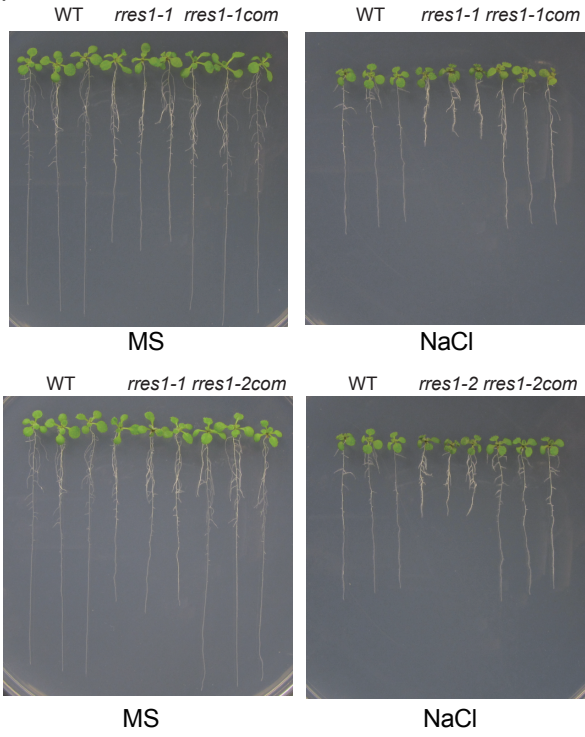 WT rres1-1 rres1-1com
WT rres1-1 rres1-1com
MS
NaCl
WT rres1-1 rres1-2com
WT rres1-2 rres1-2com
MS
NaCl